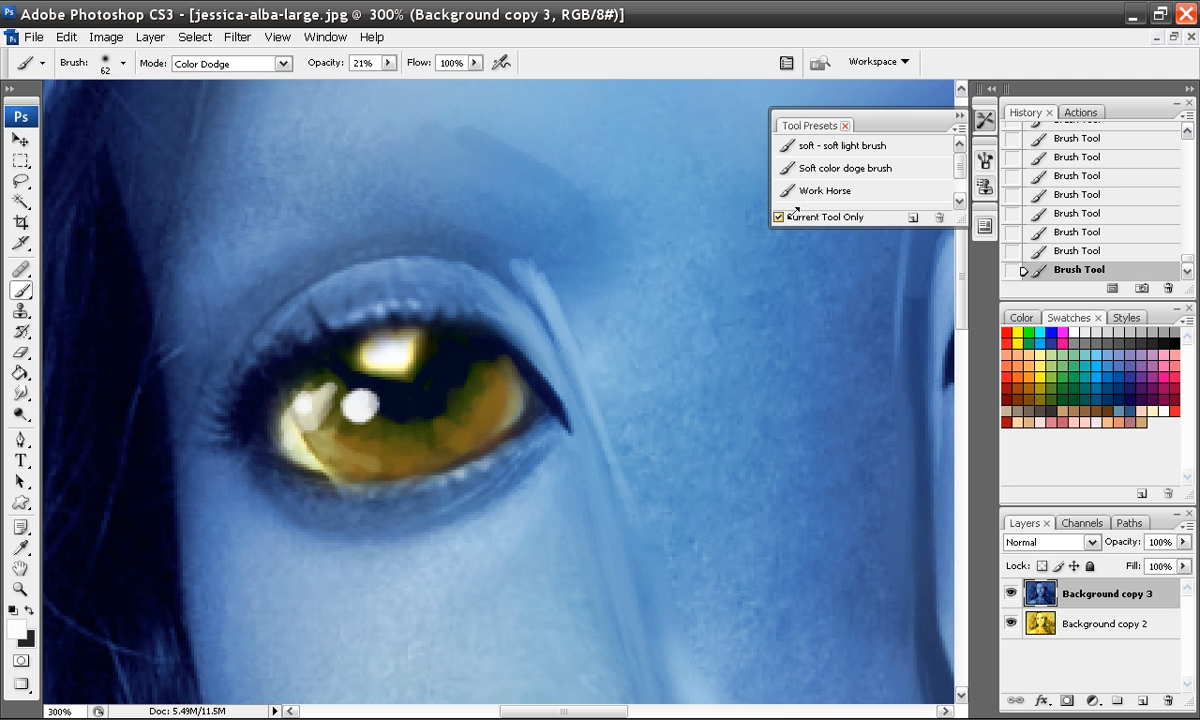 Adobe Photoshop CS3 - [jessica-alba-large.jpg @ 300% (Background copy 3, RGB/8#)]
File Edit Image Layer Select Filter View Window Help
Brush: 62 Mode: Color Dodge Opacity: 21% Flow: 100% Workspace
Ps
Tool Presets
soft - soft light brush
Soft color doge brush
Work Horse
Current Tool Only
History Actions
Brush Tool
Brush Tool
Brush Tool
Brush Tool
Brush Tool
Brush Tool
Brush Tool
Brush Tool
Color Swatches Styles
Layers Channels Paths
Normal Opacity: 100%
Lock: Fill: 100%
Background copy 3
Background copy 2
300% Doc: 5.49M/11.5M